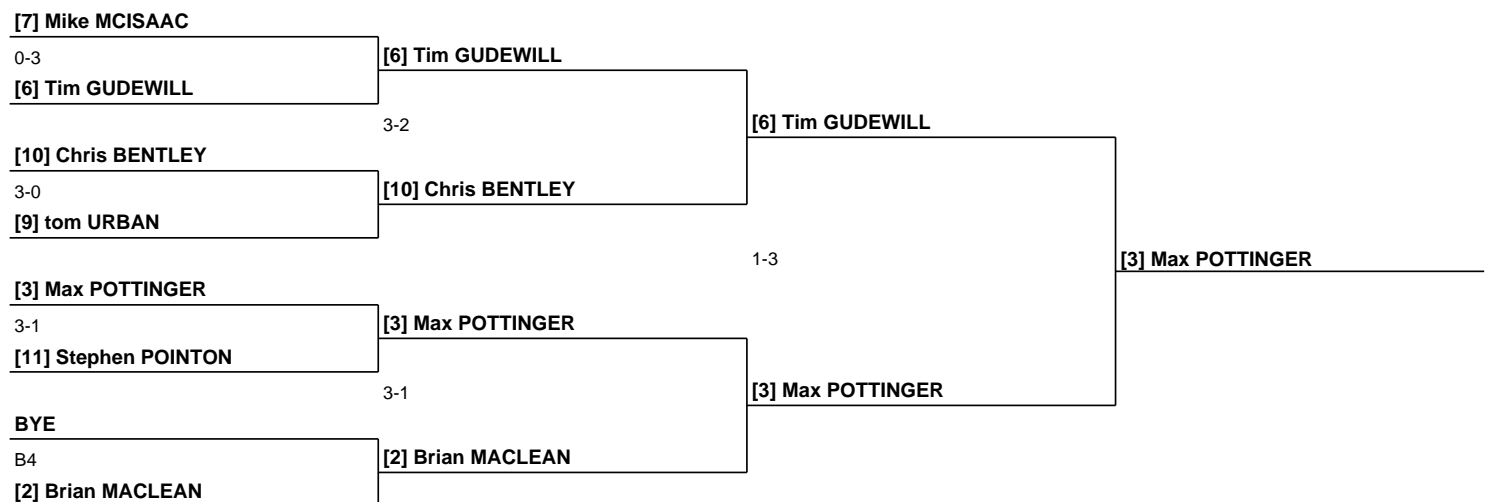 [7] Mike MCISAAC
0-3
[6] Tim GUDEWILL
[6] Tim GUDEWILL
3-2
[6] Tim GUDEWILL
[10] Chris BENTLEY
3-0
[10] Chris BENTLEY
[9] tom URBAN
1-3
[3] Max POTTINGER
[3] Max POTTINGER
3-1
[3] Max POTTINGER
[11] Stephen POINTON
3-1
[3] Max POTTINGER
BYE
B4
[2] Brian MACLEAN
[2] Brian MACLEAN